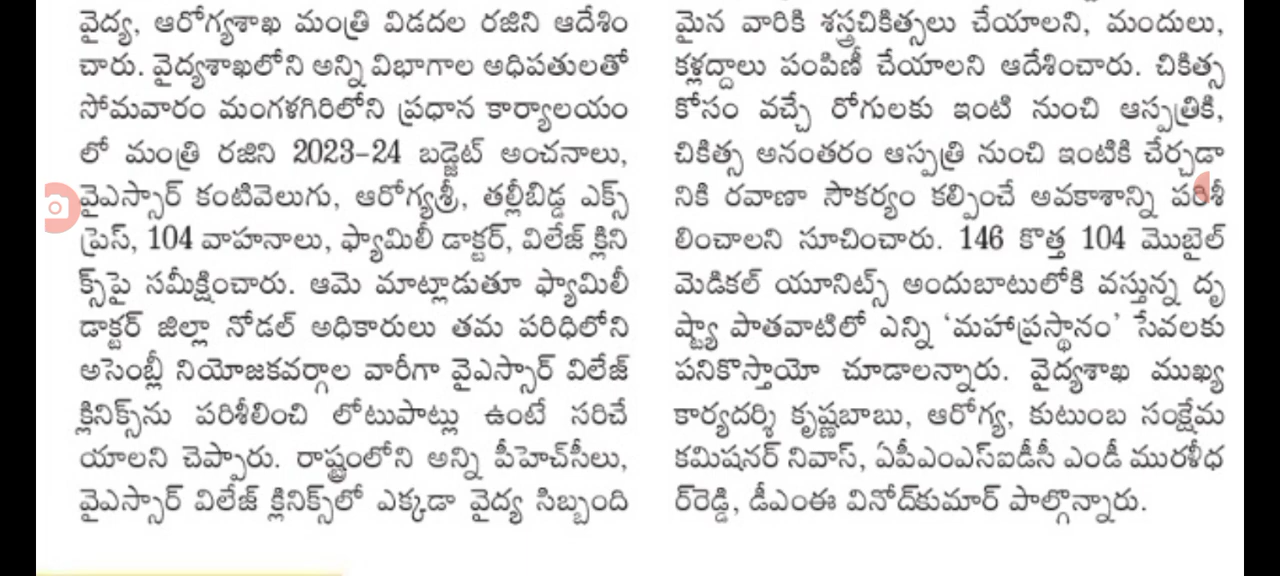 వైద్య, ఆరోగ్యశాఖ మంత్రి విడదల రజిని ఆదేశిం
చారు. వైద్యశాఖలోని అన్ని విభాగాల అధిపతులతో
సోమవారం మంగళగిరిలోని ప్రధాన కార్యాలయం
లో మంత్రి రజిని 2023–24 బడ్జెట్ అంచనాలు,
వైఎస్సార్ కంటివెలుగు, ఆరోగ్యశ్రీ, తల్లీబిడ్డ ఎక్స్
ప్రెస్, 104 వాహనాలు, ఫ్యామిలీ డాక్టర్, విలేజ్ క్లిని
క్స్‌పై సమీక్షించారు. ఆమె మాట్లాడుతూ ఫ్యామిలీ
డాక్టర్ జిల్లా నోడల్ అధికారులు తమ పరిధిలోని
అసెంబ్లీ నియోజకవర్గాల వారీగా వైఎస్సార్ విలేజ్
క్లినిక్స్‌ను పరిశీలించి లోటుపాట్లు ఉంటే సరిచే
యాలని చెప్పారు. రాష్ట్రంలోని అన్ని పీహెచ్‌సీలు,
వైఎస్సార్ విలేజ్ క్లినిక్స్‌లో ఎక్కడా వైద్య సిబ్బంది
మైన వారికి శస్త్రచికిత్సలు చేయాలని, మందులు,
కళ్లద్దాలు పంపిణీ చేయాలని ఆదేశించారు. చికిత్స
కోసం వచ్చే రోగులకు ఇంటి నుంచి ఆస్పత్రికి,
చికిత్స అనంతరం ఆస్పత్రి నుంచి ఇంటికి చేర్చడా
నికి రవాణా సౌకర్యం కల్పించే అవకాశాన్ని పరిశీ
లించాలని సూచించారు. 146 కొత్త 104 మొబైల్
మెడికల్ యూనిట్స్ అందుబాటులోకి వస్తున్న దృ
ష్ట్యా పాతవాటిలో ఎన్ని ‘మహాప్రస్థానం’ సేవలకు
పనికొస్తాయో చూడాలన్నారు. వైద్యశాఖ ముఖ్య
కార్యదర్శి కృష్ణబాబు, ఆరోగ్య, కుటుంబ సంక్షేమ
కమిషనర్ నివాస్, ఏపీఎంఎస్ఐడీసీ ఎండీ మురళీధ
ర్‌రెడ్డి, డీఎంఈ వినోద్‌కుమార్ పాల్గొన్నారు.